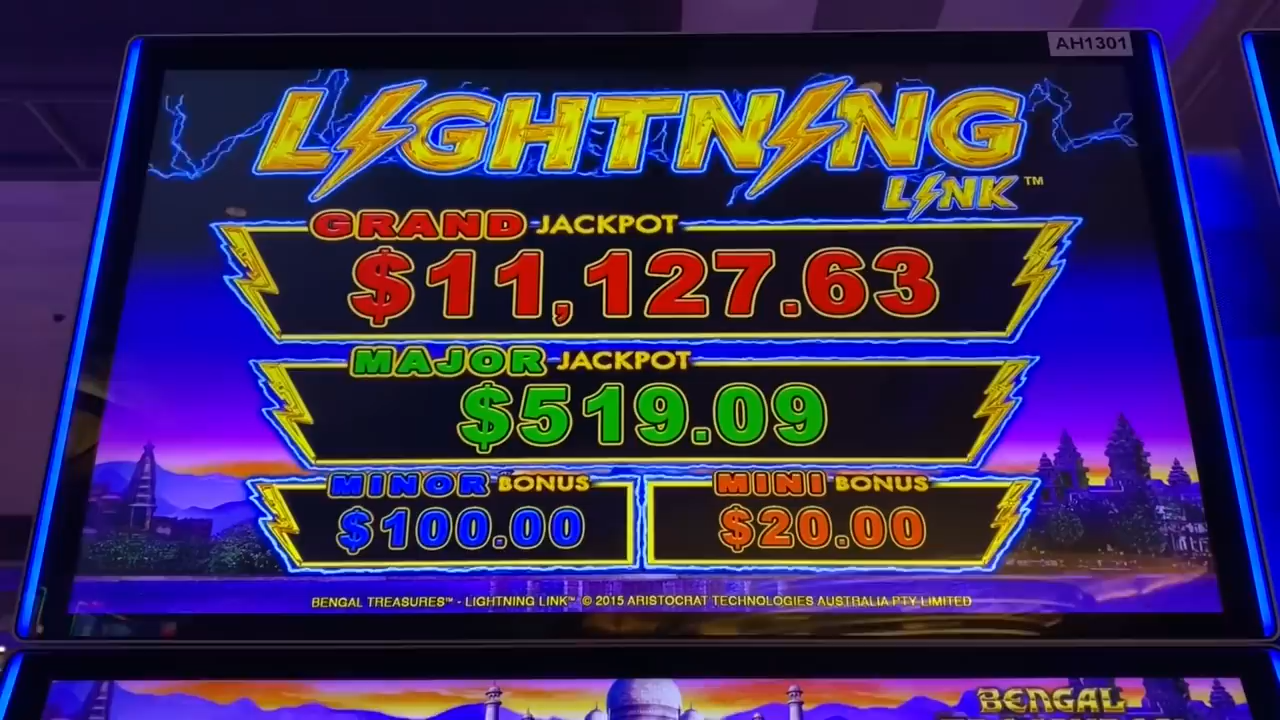 AH1301
LIGHTNING
LINK™
GRAND JACKPOT
$11,127.63
MAJOR JACKPOT
$519.09
MINOR BONUS
$100.00
MINI BONUS
$20.00
BENGAL TREASURES™ - LIGHTNING LINK™ © 2015 ARISTOCRAT TECHNOLOGIES AUSTRALIA PTY LIMITED
BENGAL